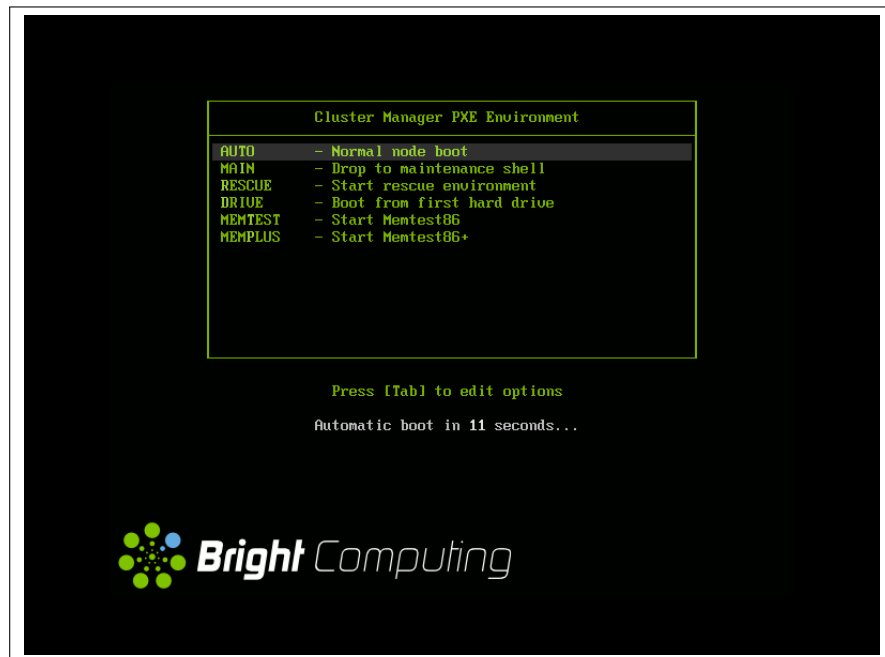 Cluster Manager PXE Environment
AUTO - Normal node boot
MAIN - Drop to maintenance shell
RESCUE - Start rescue environment
DRIVE - Boot from first hard drive
MEMTEST - Start Memtest86
MEMPLUS - Start Memtest86+
Press [Tab] to edit options
Automatic boot in 11 seconds...
Bright Computing